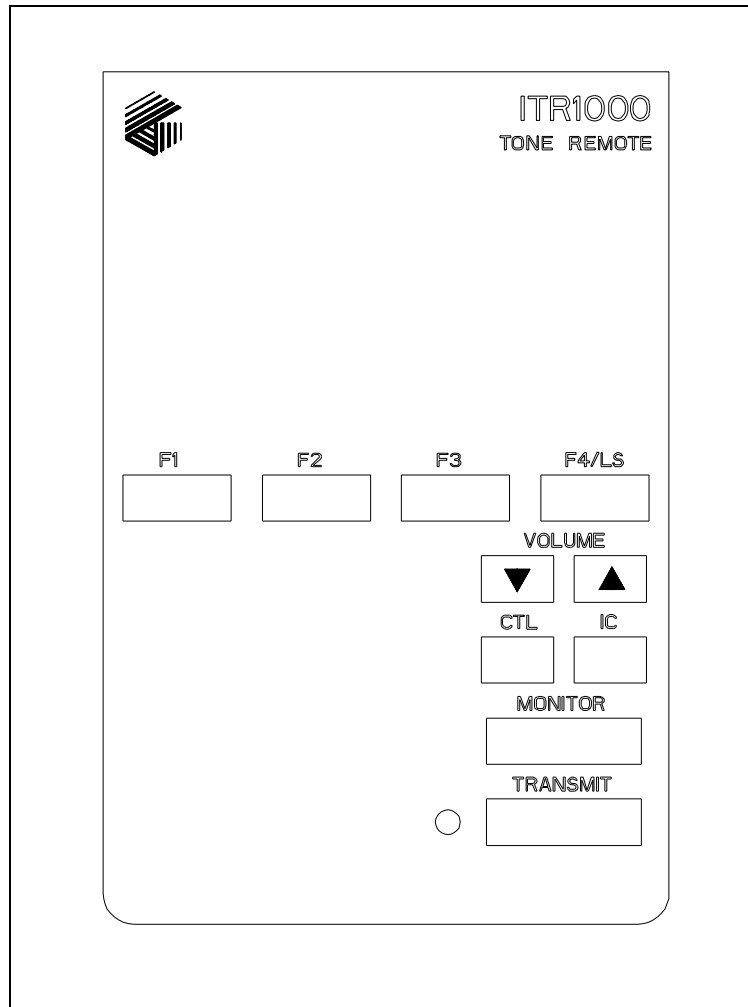 ITR1000
TONE REMOTE
F1 F2 F3 F4/LS
VOLUME
CTL IC
MONITOR
TRANSMIT